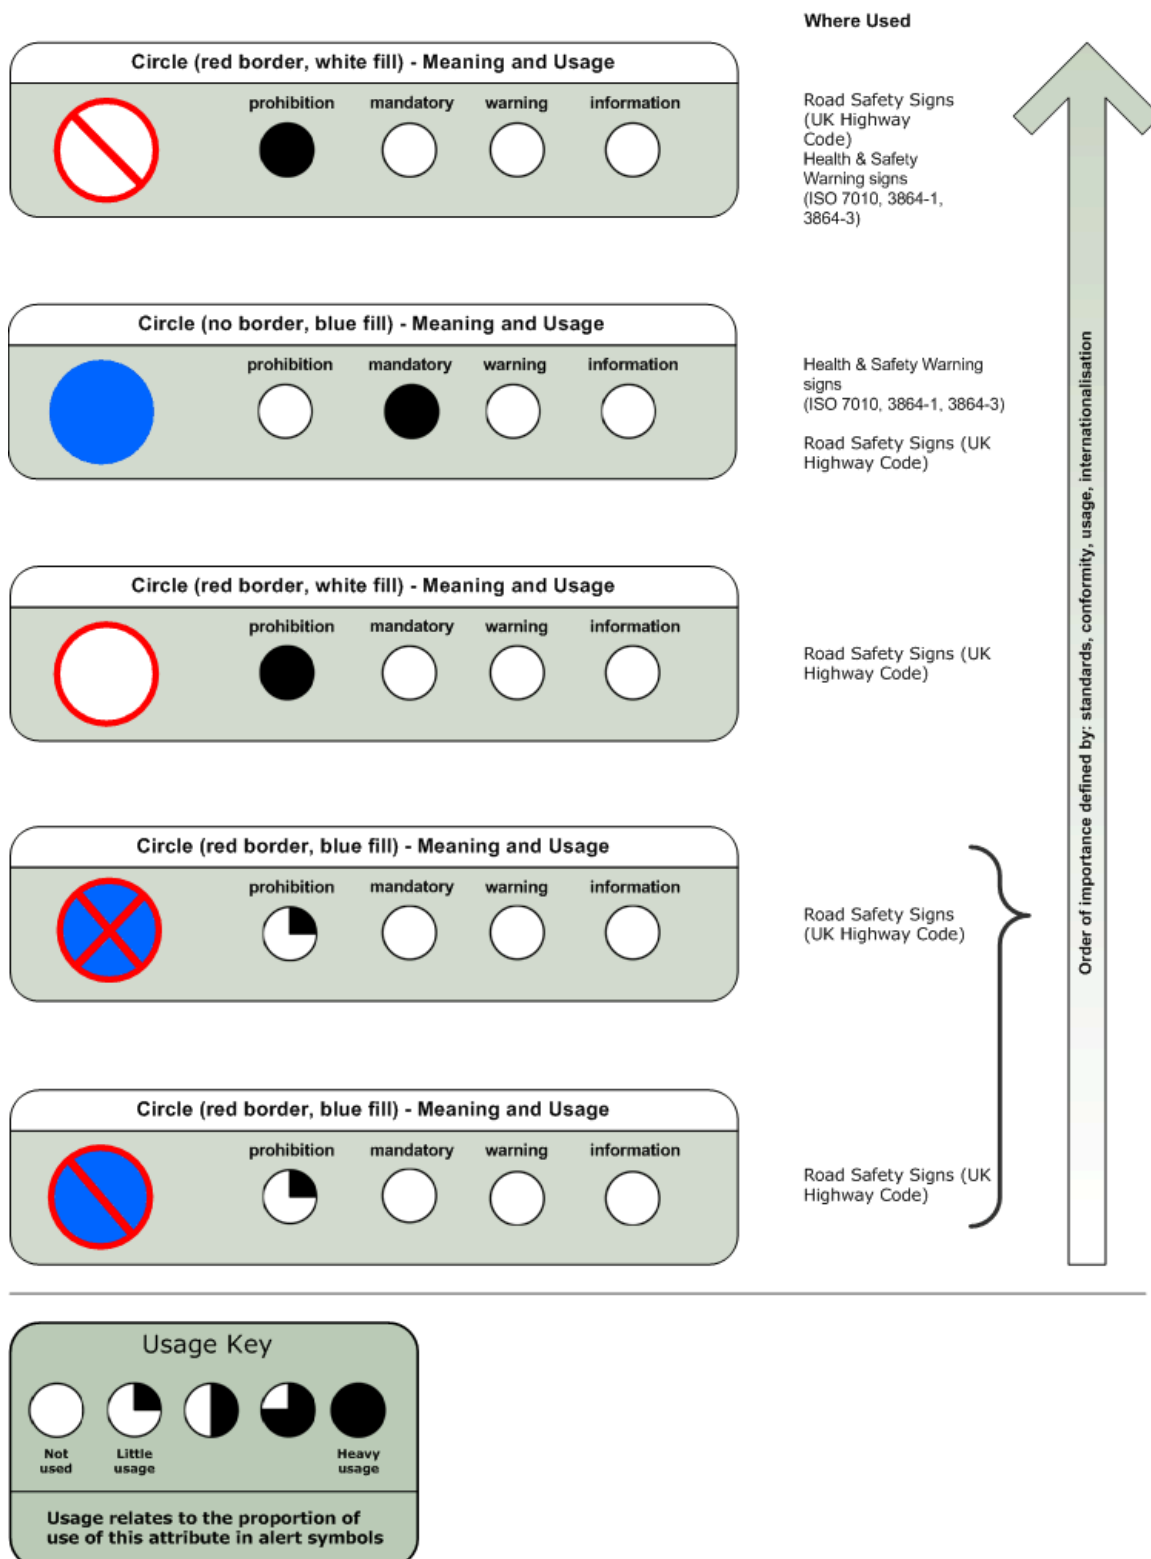 Where Used
Circle (red border, white fill) - Meaning and Usage
prohibition mandatory warning information
Road Safety Signs
(UK Highway
Code)
Health & Safety
Warning signs
(ISO 7010, 3864-1,
3864-3)
Circle (no border, blue fill) - Meaning and Usage
prohibition mandatory warning information
Health & Safety Warning
signs
(ISO 7010, 3864-1, 3864-3)
Road Safety Signs (UK
Highway Code)
Circle (red border, white fill) - Meaning and Usage
prohibition mandatory warning information
Road Safety Signs (UK
Highway Code)
Circle (red border, blue fill) - Meaning and Usage
prohibition mandatory warning information
Road Safety Signs
(UK Highway Code)
Circle (red border, blue fill) - Meaning and Usage
prohibition mandatory warning information
Road Safety Signs (UK
Highway Code)
Order of importance defined by: standards, conformity, usage, internationalisation
Usage Key
Not
used
Little
usage
Heavy
usage
Usage relates to the proportion of
use of this attribute in alert symbols